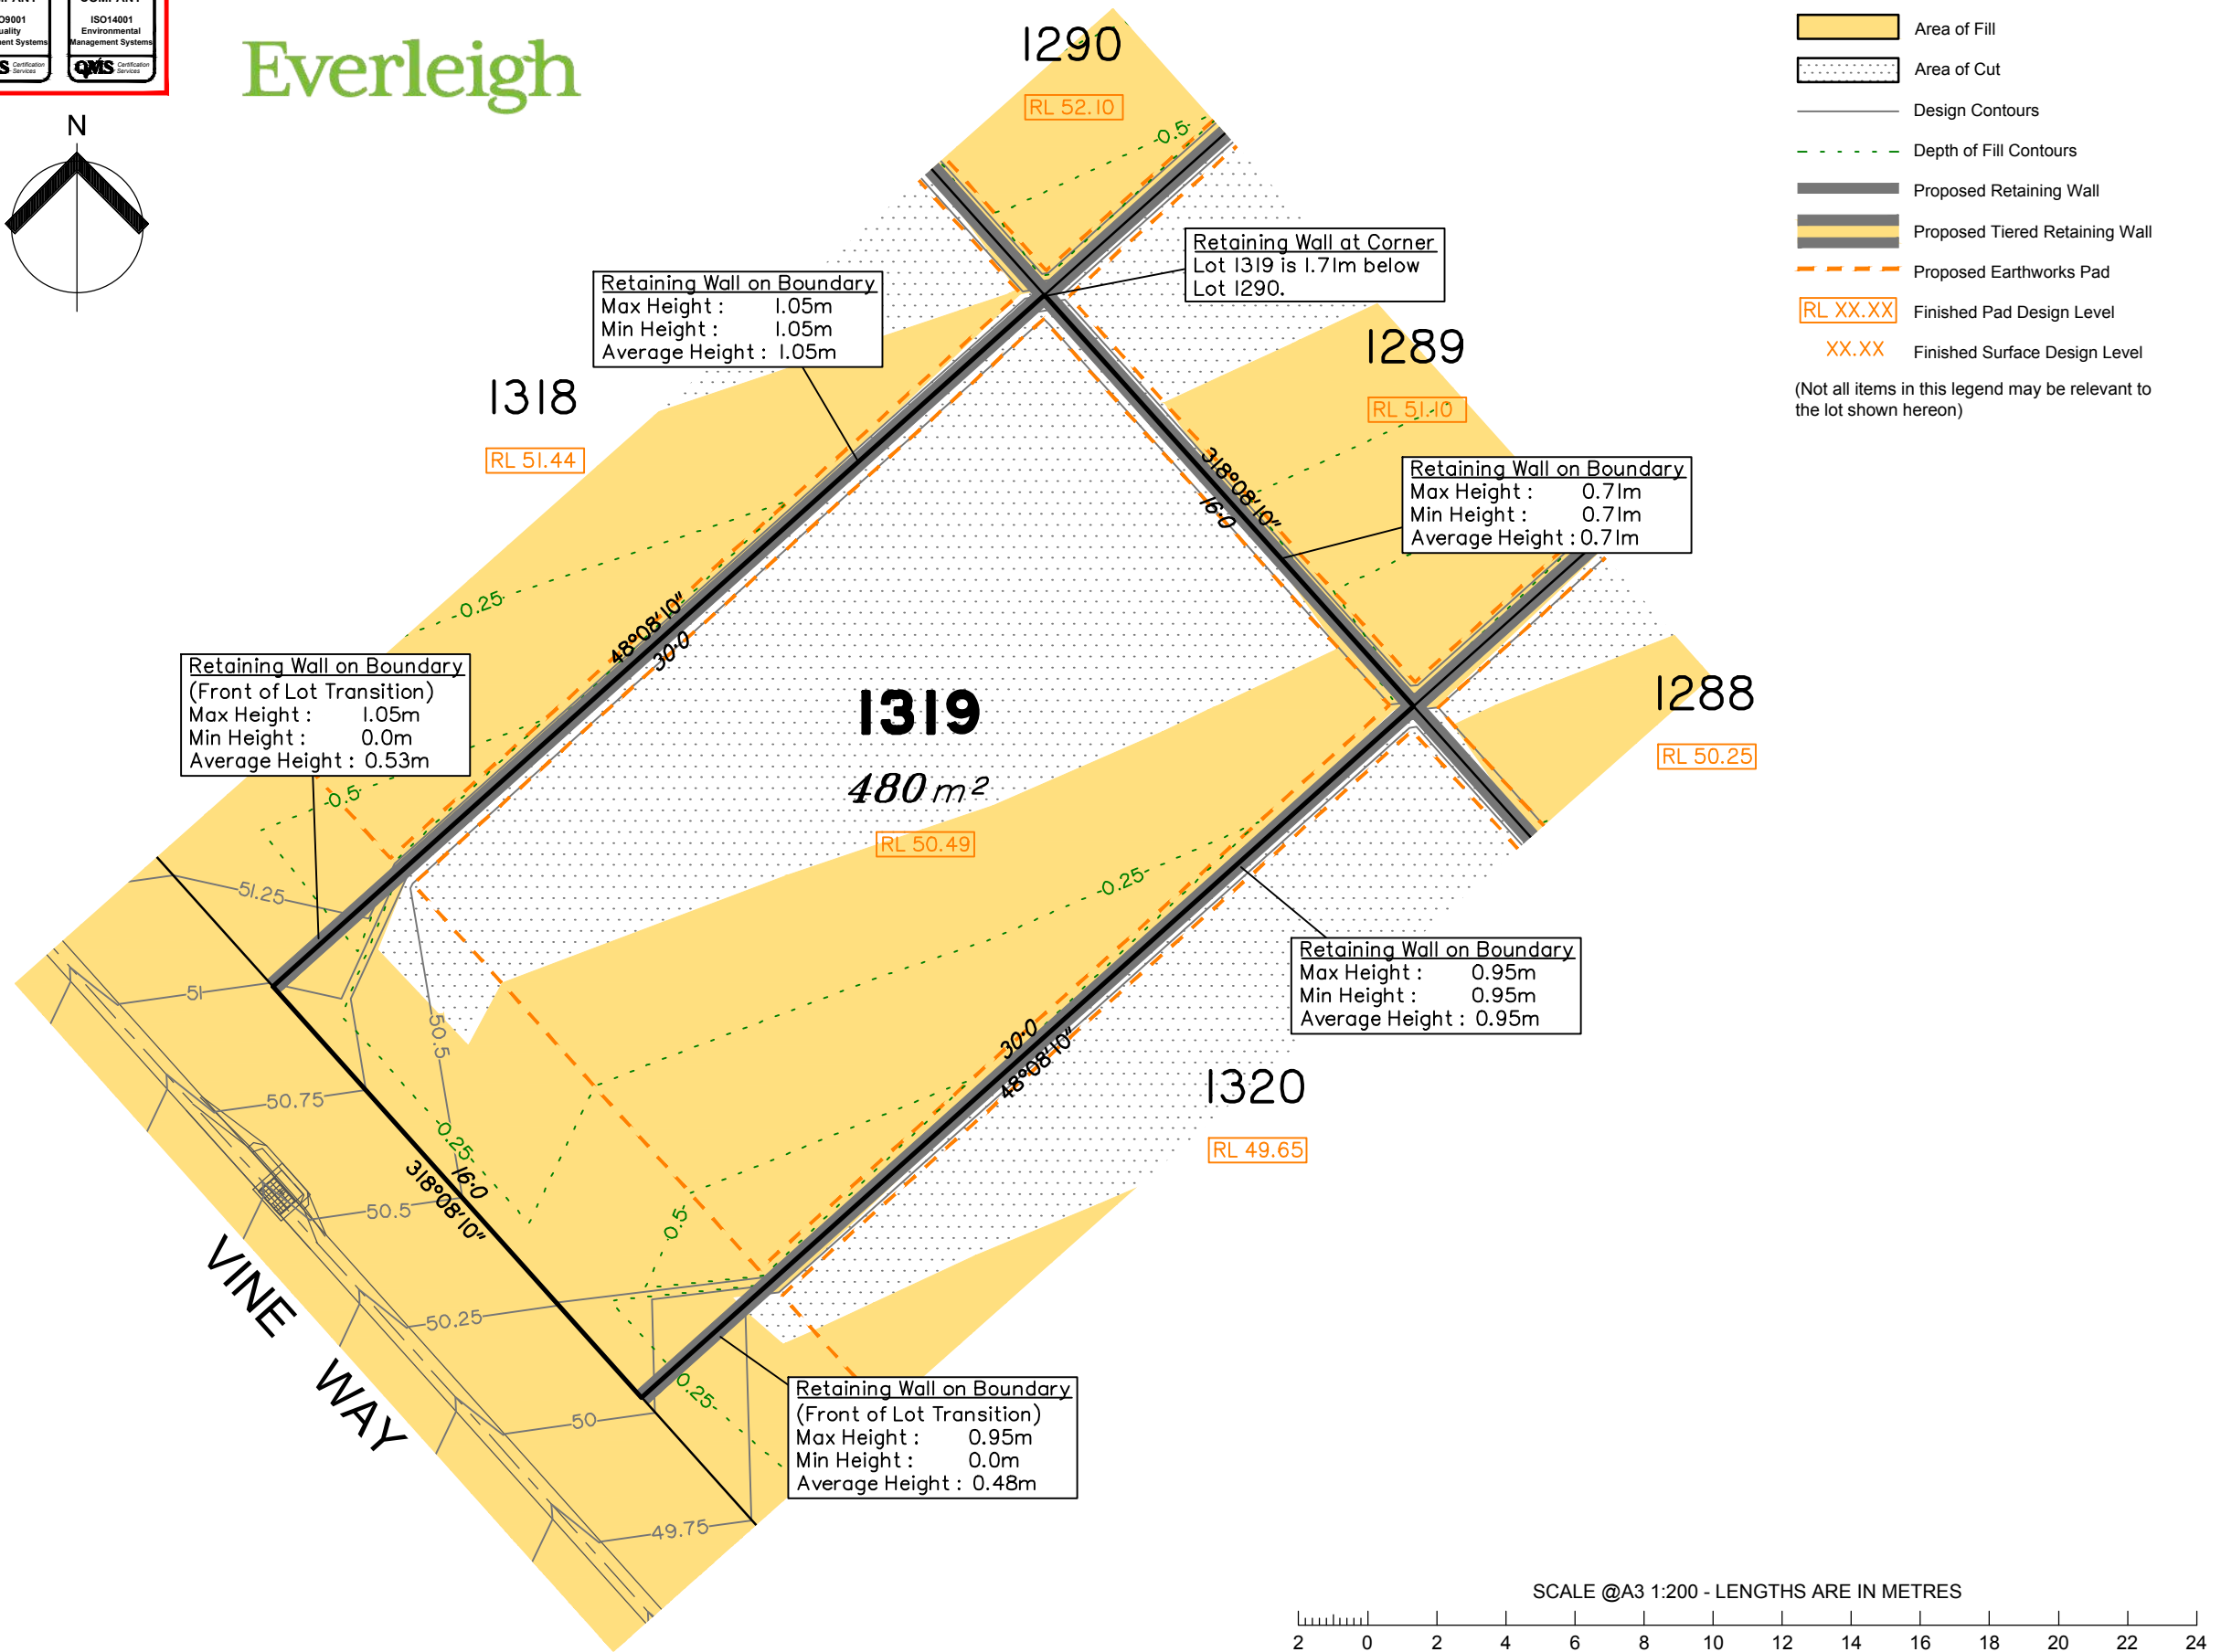 ISO14001
Environmental
Management Systems
QMS Certification Services
Everleigh
N
1290
RL 52.10
0.5
Retaining Wall at Corner
Lot 1319 is 1.71m below
Lot 1290.
Retaining Wall on Boundary
Max Height : 1.05m
Min Height : 1.05m
Average Height : 1.05m
1318
RL 51.44
1289
RL 51.10
318°08'10"
16.0
Retaining Wall on Boundary
Max Height : 0.71m
Min Height : 0.71m
Average Height : 0.71m
0.25
48°08'10"
30.0
Retaining Wall on Boundary
(Front of Lot Transition)
Max Height : 1.05m
Min Height : 0.0m
Average Height : 0.53m
0.5
1319
480 m²
RL 50.49
1288
RL 50.25
51.25
51
50.5
50.75
0.25
0.25
Retaining Wall on Boundary
Max Height : 0.95m
Min Height : 0.95m
Average Height : 0.95m
30.0
48°08'10"
1320
RL 49.65
16.0
318°08'10"
50.5
0.5
50.25
0.25
50
49.75
VINE WAY
Retaining Wall on Boundary
(Front of Lot Transition)
Max Height : 0.95m
Min Height : 0.0m
Average Height : 0.48m
Area of Fill
Area of Cut
Design Contours
Depth of Fill Contours
Proposed Retaining Wall
Proposed Tiered Retaining Wall
Proposed Earthworks Pad
RL XX.XX Finished Pad Design Level
XX.XX Finished Surface Design Level
(Not all items in this legend may be relevant to
the lot shown hereon)
SCALE @A3 1:200 - LENGTHS ARE IN METRES
2 0 2 4 6 8 10 12 14 16 18 20 22 24